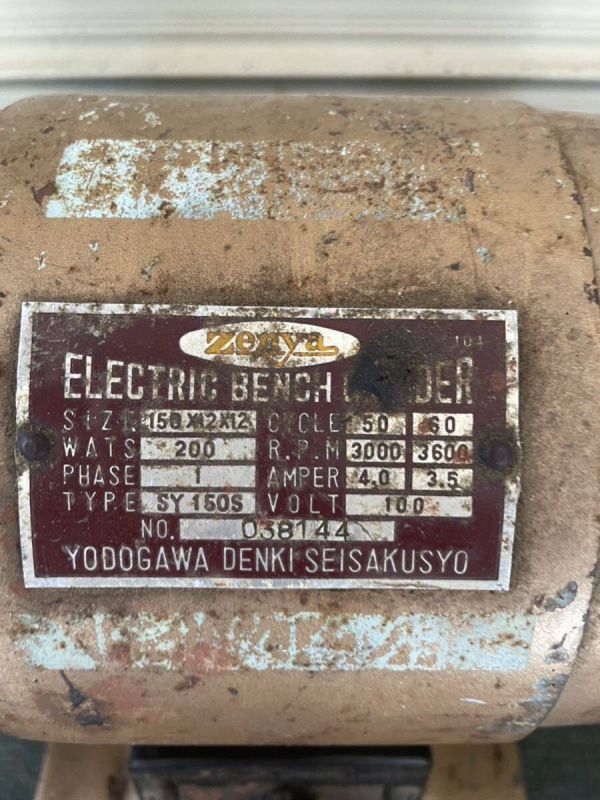 Zenya
ELECTRIC BENCH
SIZE 150X12X12 CYCLE 50 60
WATS 200 R.P.M 3000 3600
PHASE 1 AMPER 4.0 3.5
TYPE SY 150S VOLT 100
NO. 038144
YODOGAWA DENKI SEISAKUSYO